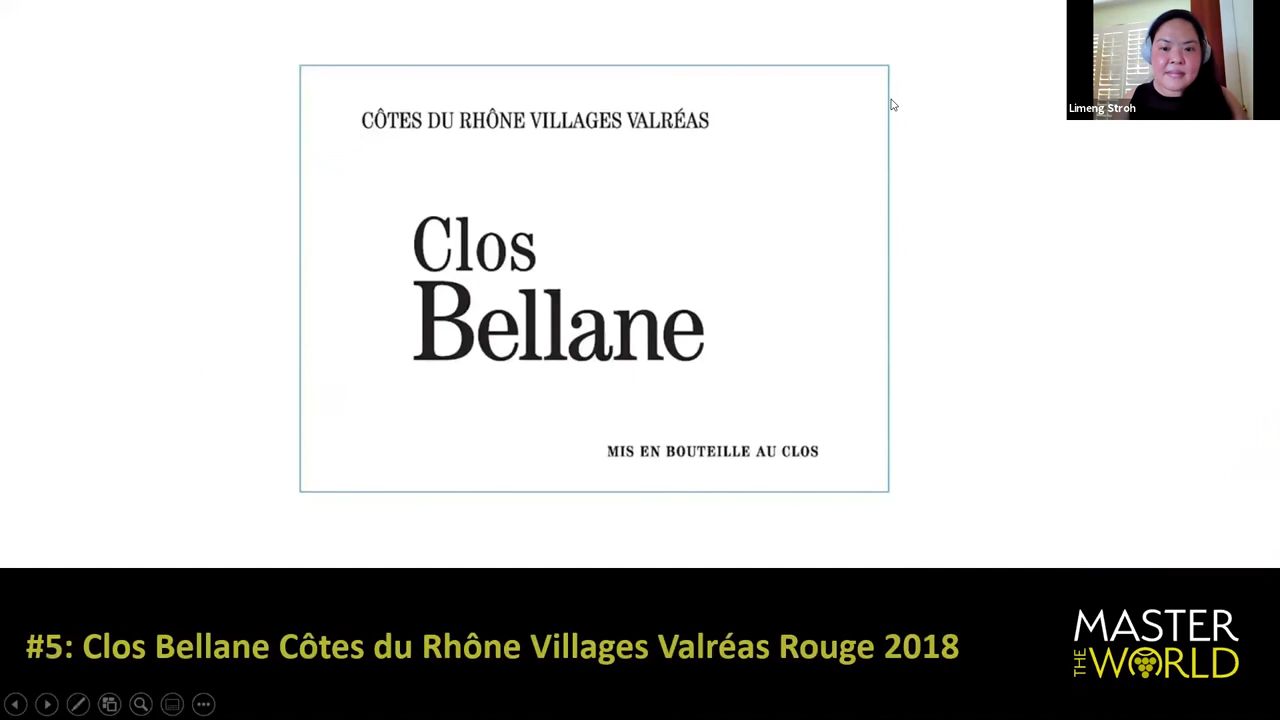 CÔTES DU RHÔNE VILLAGES VALRÉAS
Clos
Bellane
MIS EN BOUTEILLE AU CLOS
Limeng Stroh
#5: Clos Bellane Côtes du Rhône Villages Valréas Rouge 2018
MASTER
THE WORLD